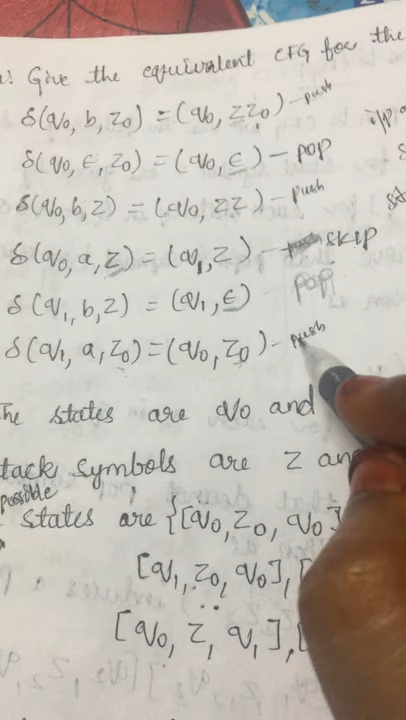 : Give the equivalent CFG for the
δ(q0, b, Z0) = (q0, ZZ0) - push
δ(q0, ε, Z0) = (q0, ε) - POP
δ(q0, b, Z) = (q0, ZZ) - push
δ(q0, a, Z) = (q1, Z) - SKIP
δ(q1, b, Z) = (q1, ε) - POP
δ(q1, a, Z0) = (q0, Z0) - push
The states are q0 and
stack symbols are Z an
possible
states are {[q0, Z0, q0]
[q1, Z0, q0], [
[q0, Z, q1], [